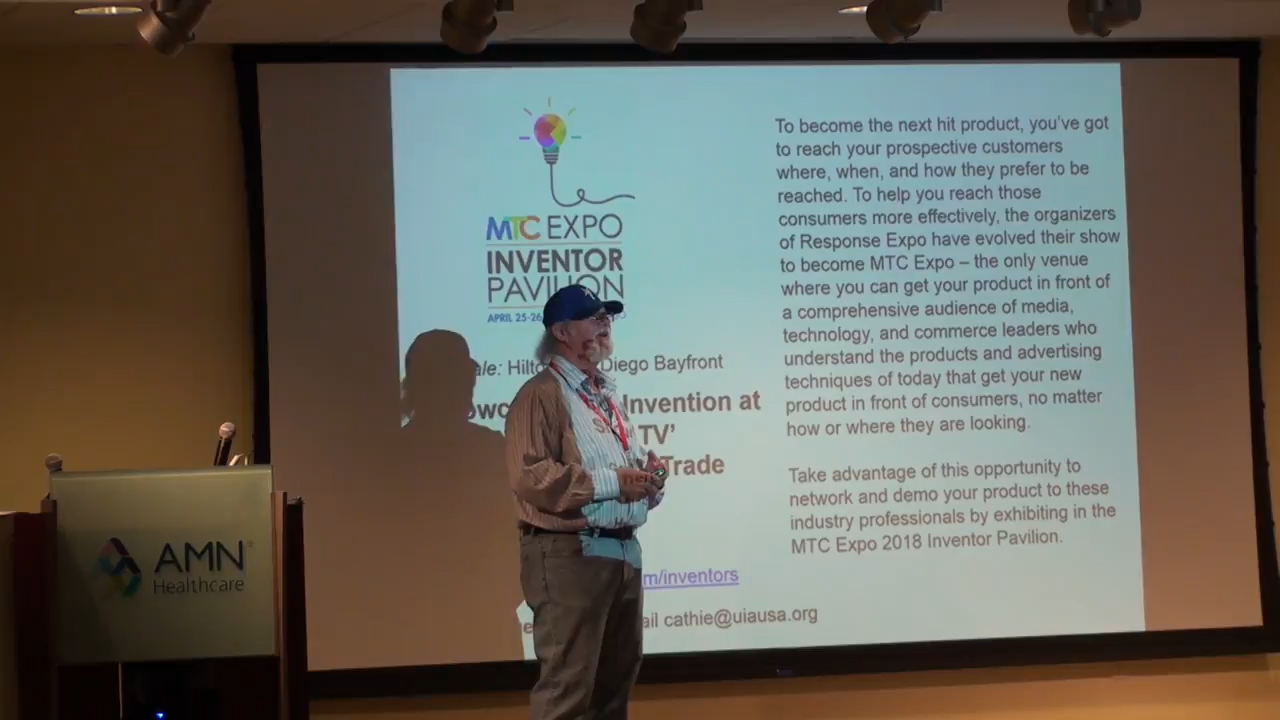 MTC EXPO
INVENTOR
PAVILION
APRIL 25-26
ale: Hilto Diego Bayfront
owc Invention at
TV'
Trade
m/inventors
ail cathie@uiausa.org
To become the next hit product, you've got
to reach your prospective customers
where, when, and how they prefer to be
reached. To help you reach those
consumers more effectively, the organizers
of Response Expo have evolved their show
to become MTC Expo – the only venue
where you can get your product in front of
a comprehensive audience of media,
technology, and commerce leaders who
understand the products and advertising
techniques of today that get your new
product in front of consumers, no matter
how or where they are looking.
Take advantage of this opportunity to
network and demo your product to these
industry professionals by exhibiting in the
MTC Expo 2018 Inventor Pavilion.
AMN
Healthcare